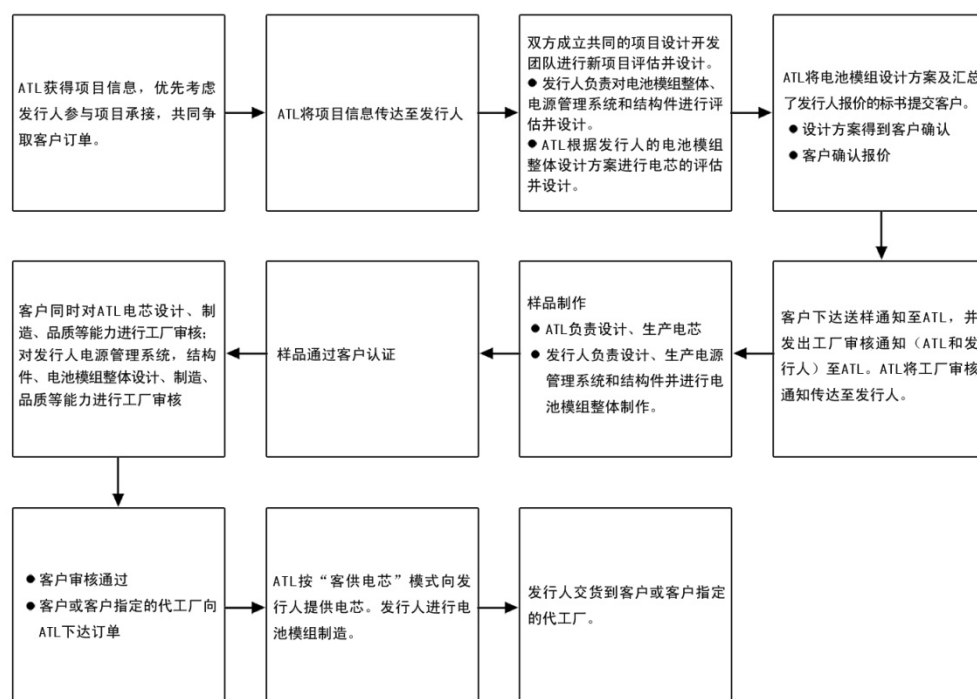 ATL获得项目信息，优先考虑
发行人参与项目承接，共同争
取客户订单。
ATL将项目信息传达至发行人
双方成立共同的项目设计开发
团队进行新项目评估并设计。
● 发行人负责对电池模组整体、
电源管理系统和结构件进行评
估并设计。
● ATL根据发行人的电池模组
整体设计方案进行电芯的评估
并设计。
ATL将电池模组设计方案及汇总
了发行人报价的标书提交客户。
● 设计方案得到客户确认
● 客户确认报价
客户下达送样通知至ATL，并
发出工厂审核通知（ATL和发
行人）至ATL。ATL将工厂审核
通知传达至发行人。
样品制作
● ATL负责设计、生产电芯
● 发行人负责设计、生产电源
管理系统和结构件并进行电
池模组整体制作。
样品通过客户认证
客户同时对ATL电芯设计、制
造、品质等能力进行工厂审核；
对发行人电源管理系统，结构
件、电池模组整体设计、制造、
品质等能力进行工厂审核
● 客户审核通过
● 客户或客户指定的代工厂向
ATL下达订单
ATL按“客供电芯”模式向发
行人提供电芯。发行人进行电
池模组制造。
发行人交货到客户或客户指定
的代工厂。